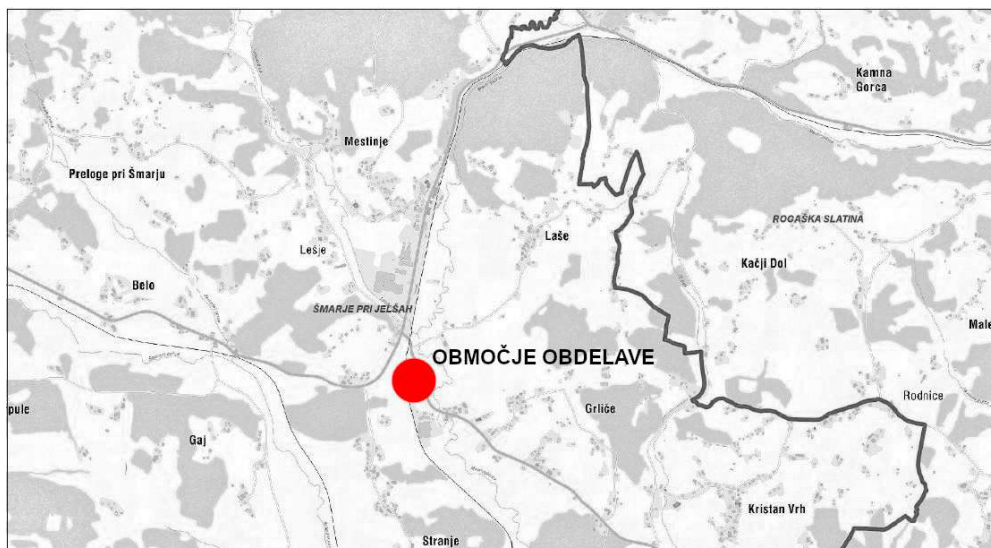 Kamna
Gorca
Mestinje
Preloge pri Šmarju
ROGAŠKA SLATINA
Laše
Lešje
Kačji Dol
Belo
ŠMARJE PRI JELŠAH
Male
OBMOČJE OBDELAVE
Rodnice
pule
Grliče
Gaj
Kristan Vrh
Stranje